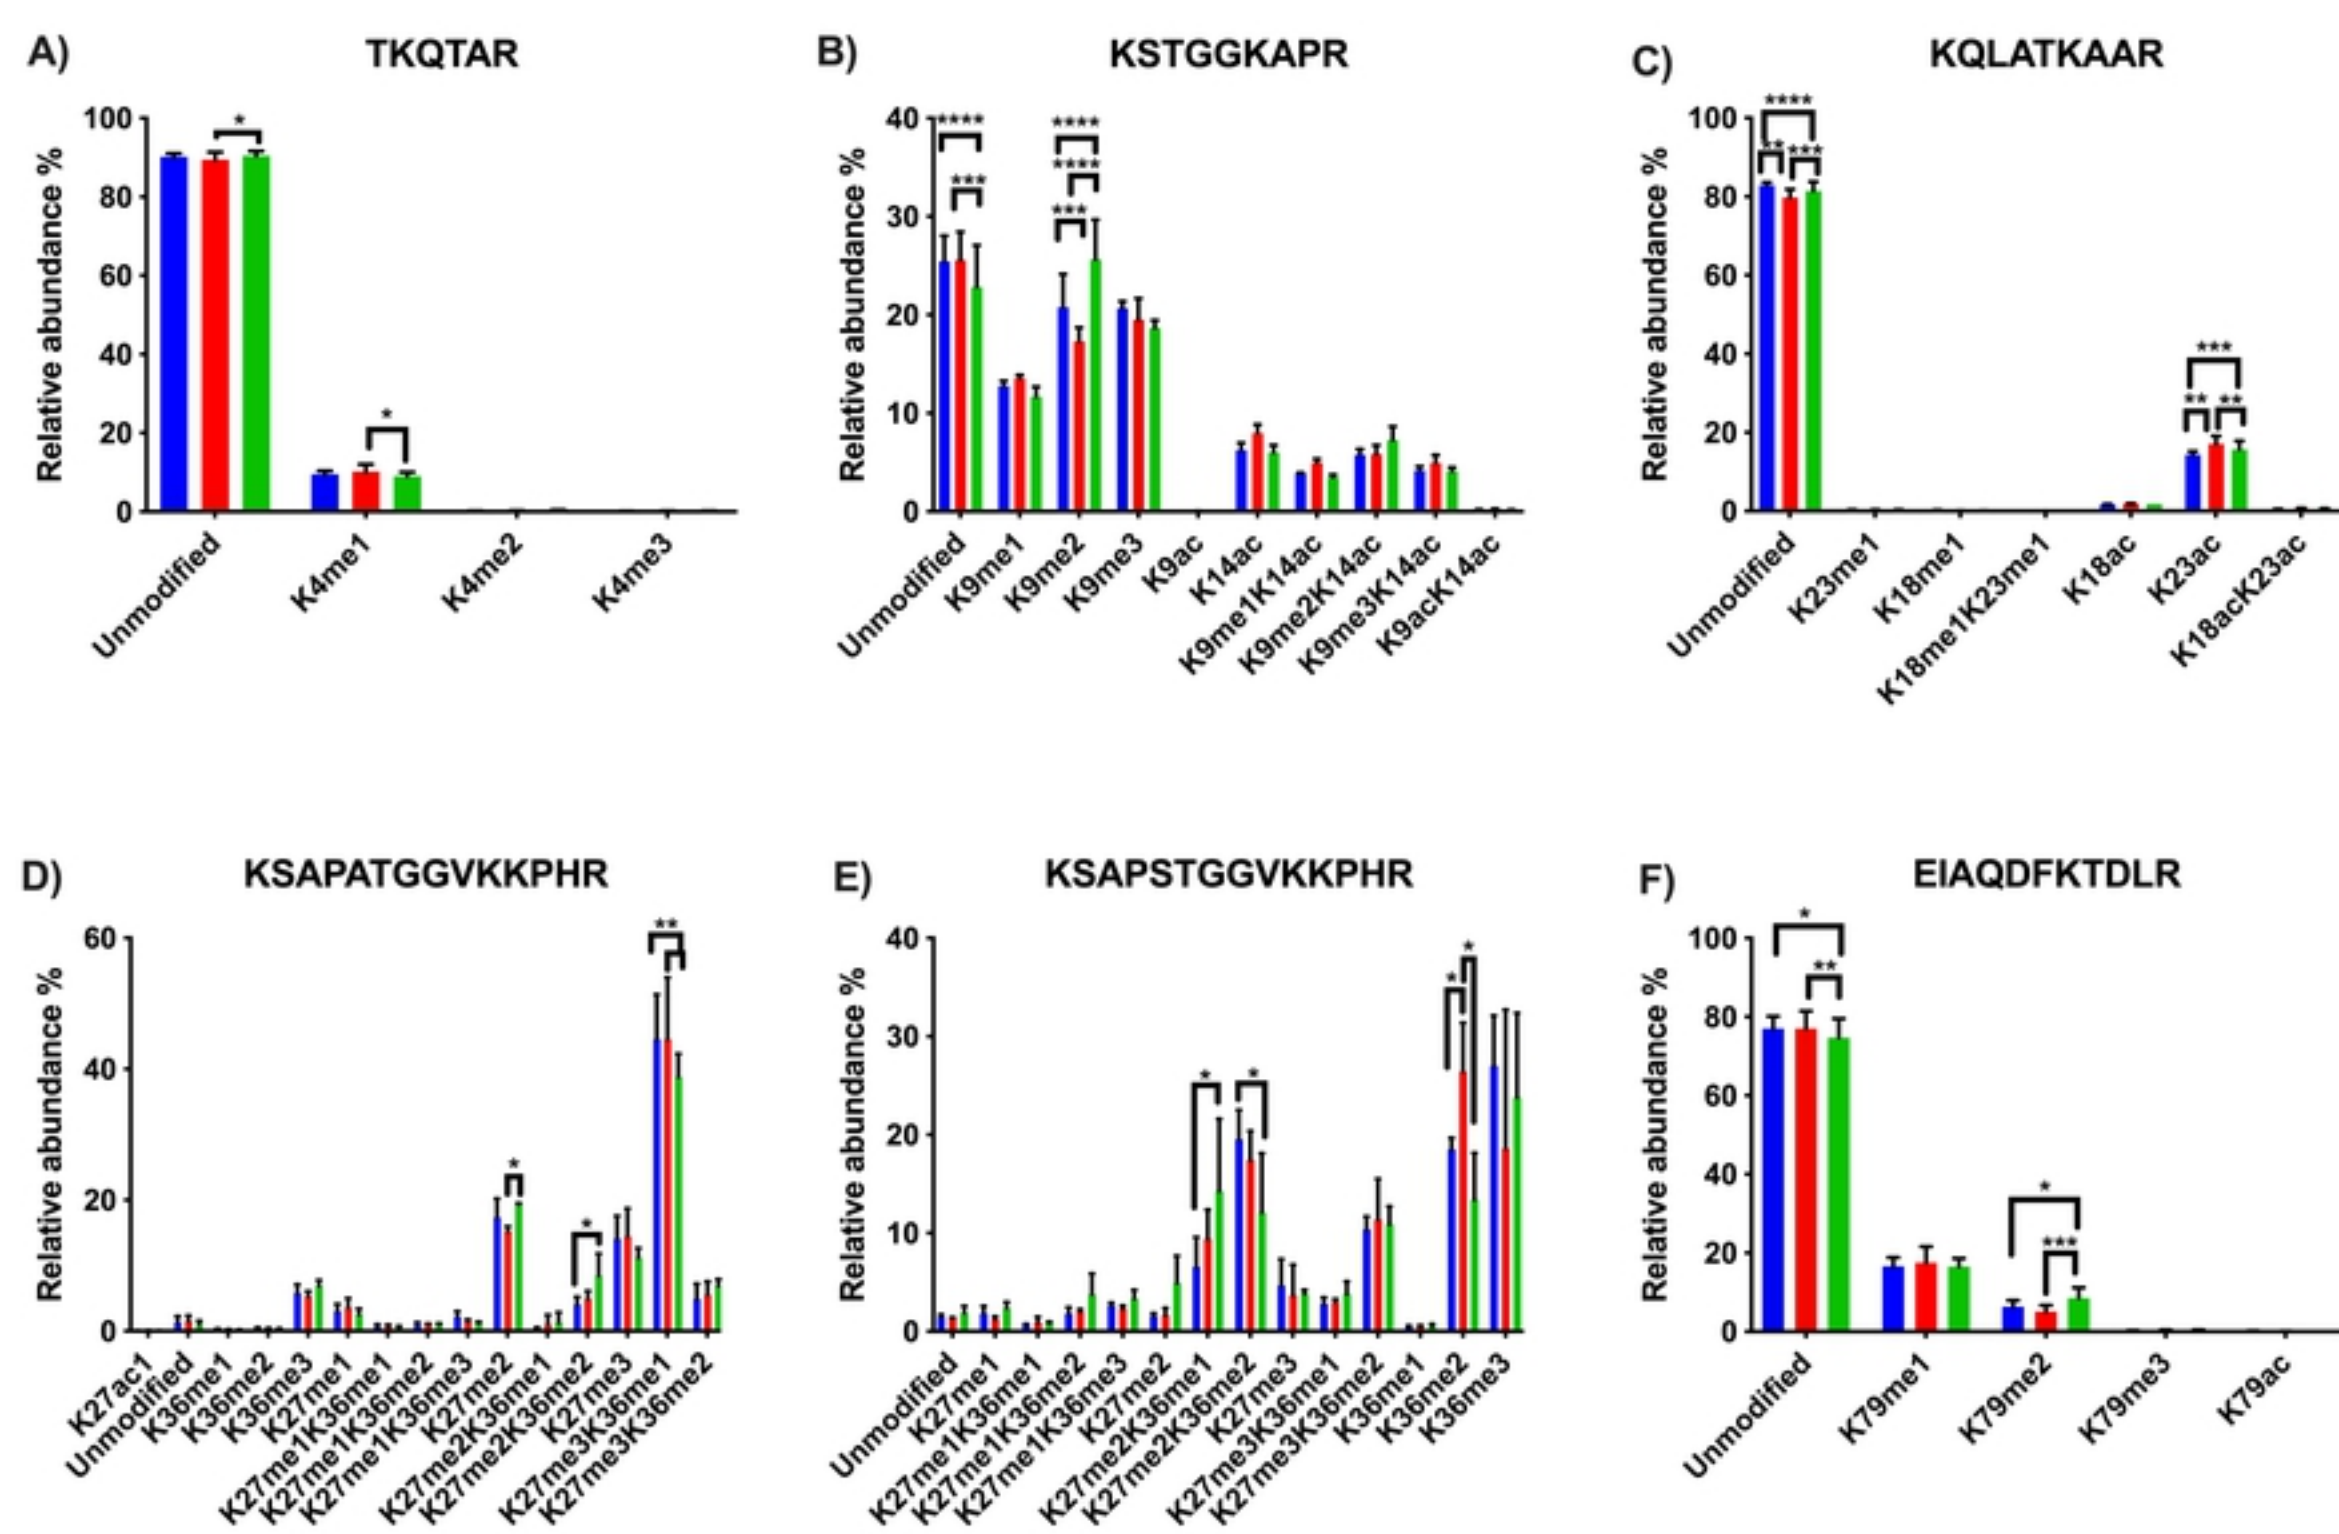 A)
TKQTAR
Relative abundance %
100
80
60
40
20
0
*
*
Unmodified
K4me1
K4me2
K4me3
B)
KSTGGKAPR
Relative abundance %
40
30
20
10
0
****
***
****
****
***
Unmodified
K9me1
K9me2
K9me3
K9ac
K14ac
K9me1K14ac
K9me2K14ac
K9me3K14ac
K9acK14ac
C)
KQLATKAAR
Relative abundance %
100
80
60
40
20
0
****
**
***
***
**
**
Unmodified
K23me1
K18me1
K18me1K23me1
K18ac
K23ac
K18acK23ac
D)
KSAPATGGVKKPHR
Relative abundance %
60
40
20
0
*
*
**
K27ac1
Unmodified
K36me1
K36me2
K36me3
K27me1
K27me1K36me1
K27me1K36me2
K27me1K36me3
K27me2
K27me2K36me1
K27me2K36me2
K27me3
K27me3K36me1
K27me3K36me2
E)
KSAPSTGGVKKPHR
Relative abundance %
40
30
20
10
0
*
*
*
*
Unmodified
K27me1
K27me1K36me1
K27me1K36me2
K27me1K36me3
K27me2
K27me2K36me1
K27me2K36me2
K27me3
K27me3K36me1
K27me3K36me2
K36me1
K36me2
K36me3
F)
EIAQDFKTDLR
Relative abundance %
100
80
60
40
20
0
*
**
*
***
Unmodified
K79me1
K79me2
K79me3
K79ac